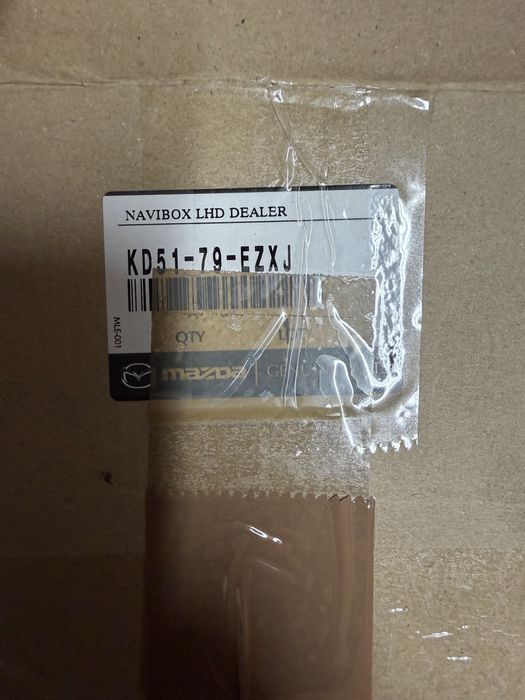 NAVIBOX LHD DEALER
KD51-79-EZXJ
MLE-001
QTY
mazda